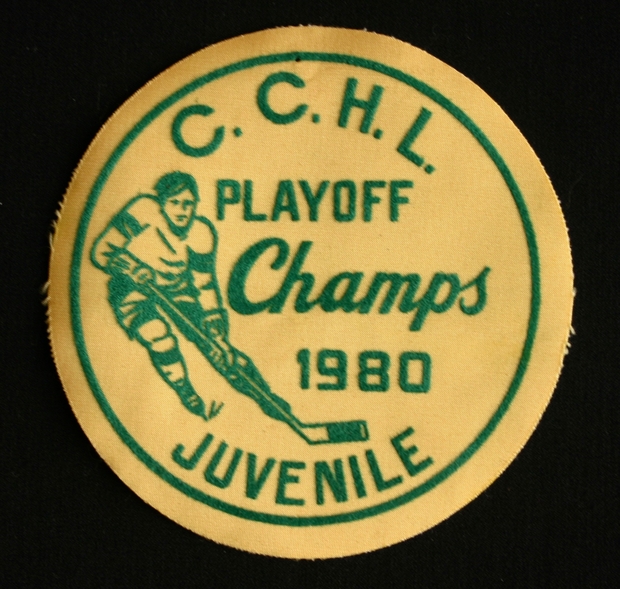 C.C.H.L.
PLAYOFF
Champs
1980
JUVENILE